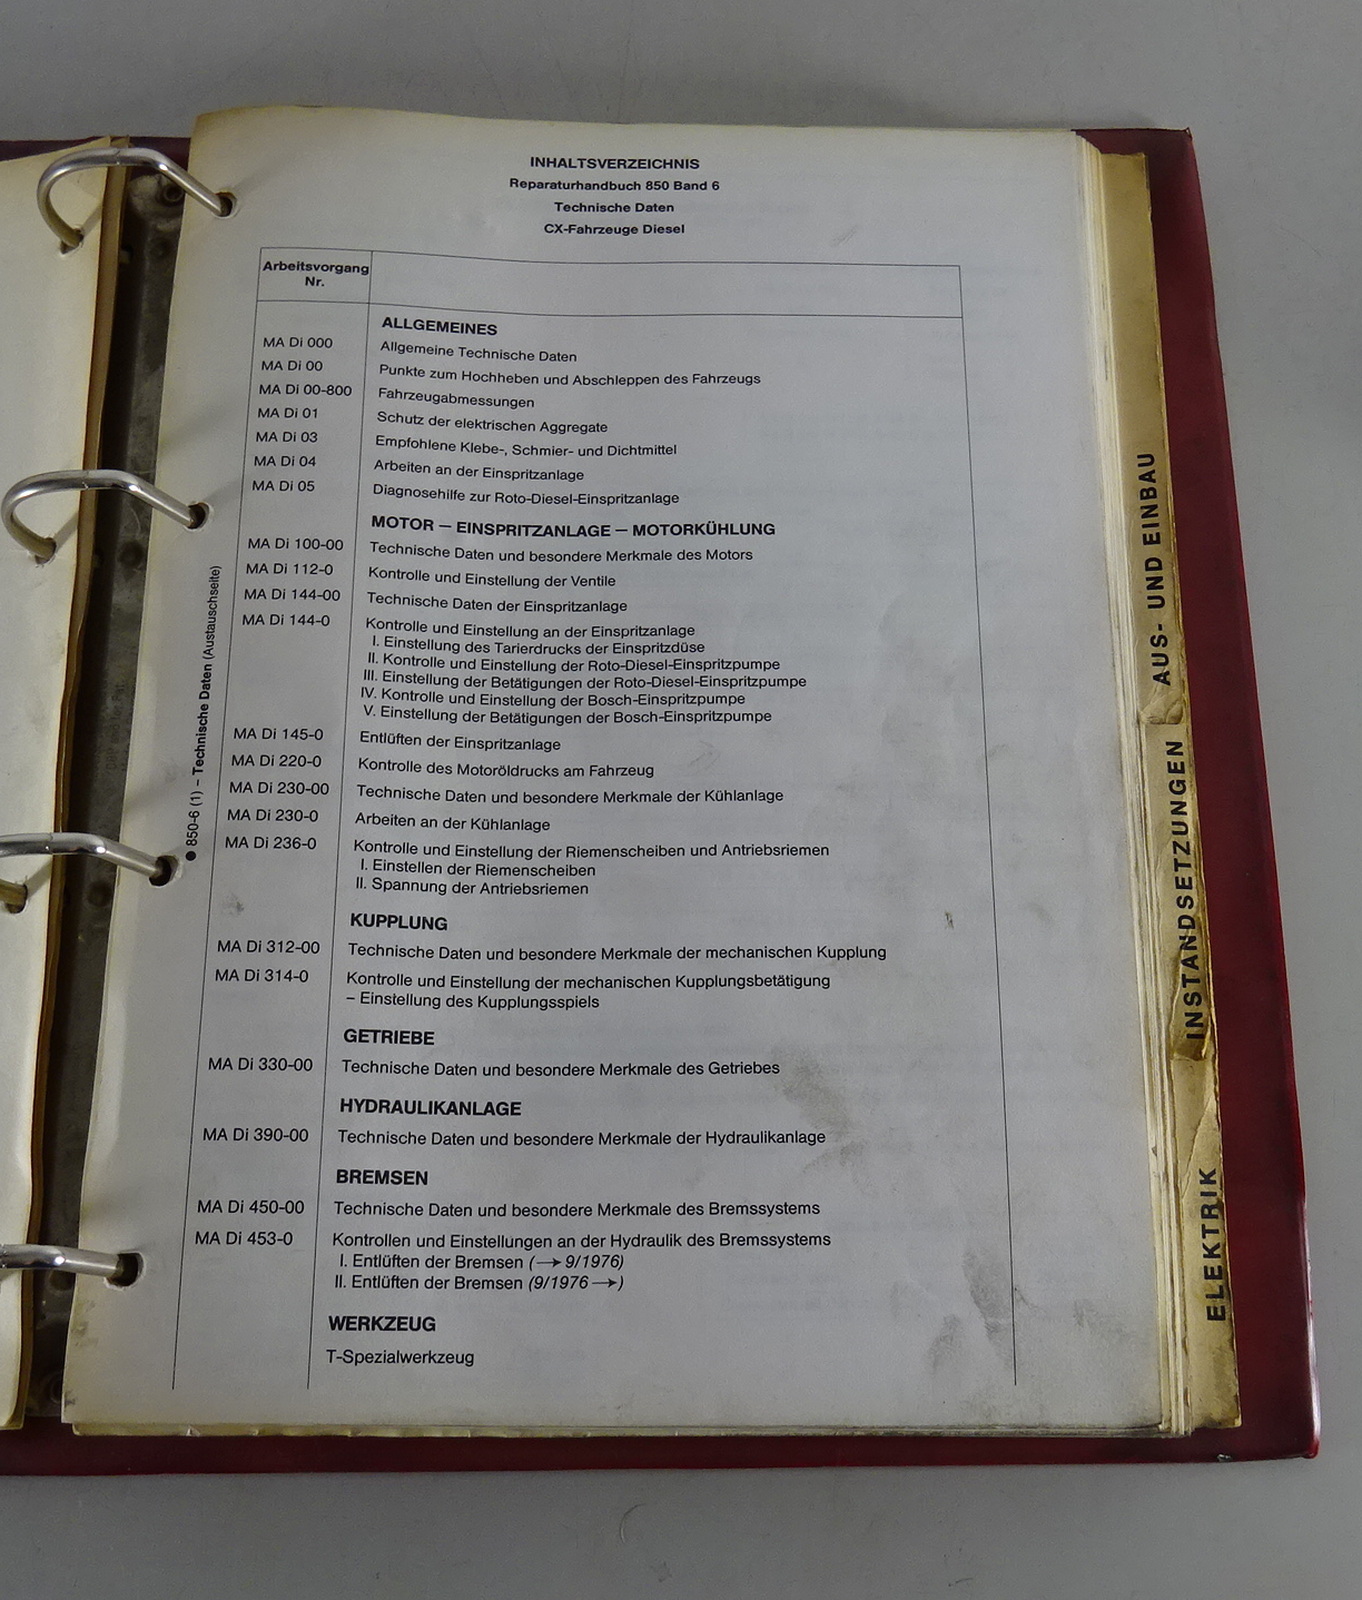 INHALTSVERZEICHNIS
Reparaturhandbuch 850 Band 6
Technische Daten
CX-Fahrzeuge Diesel
Arbeitsvorgang
Nr.
ALLGEMEINES
MA Di 000 Allgemeine Technische Daten
MA Di 00 Punkte zum Hochheben und Abschleppen des Fahrzeugs
MA Di 00-800 Fahrzeugabmessungen
MA Di 01 Schutz der elektrischen Aggregate
MA Di 03 Empfohlene Klebe-, Schmier- und Dichtmittel
MA Di 04 Arbeiten an der Einspritzanlage
MA Di 05 Diagnosehilfe zur Roto-Diesel-Einspritzanlage
MOTOR – EINSPRITZANLAGE – MOTORKÜHLUNG
MA Di 100-00 Technische Daten und besondere Merkmale des Motors
MA Di 112-0 Kontrolle und Einstellung der Ventile
MA Di 144-00 Technische Daten der Einspritzanlage
MA Di 144-0 Kontrolle und Einstellung an der Einspritzanlage
I. Einstellung des Tarierdrucks der Einspritzdüse
II. Kontrolle und Einstellung der Roto-Diesel-Einspritzpumpe
III. Einstellung der Betätigungen der Roto-Diesel-Einspritzpumpe
IV. Kontrolle und Einstellung der Bosch-Einspritzpumpe
V. Einstellung der Betätigungen der Bosch-Einspritzpumpe
MA Di 145-0 Entlüften der Einspritzanlage
MA Di 220-0 Kontrolle des Motoröldrucks am Fahrzeug
MA Di 230-00 Technische Daten und besondere Merkmale der Kühlanlage
MA Di 230-0 Arbeiten an der Kühlanlage
MA Di 236-0 Kontrolle und Einstellung der Riemenscheiben und Antriebsriemen
I. Einstellen der Riemenscheiben
II. Spannung der Antriebsriemen
KUPPLUNG
MA Di 312-00 Technische Daten und besondere Merkmale der mechanischen Kupplung
MA Di 314-0 Kontrolle und Einstellung der mechanischen Kupplungsbetätigung
– Einstellung des Kupplungsspiels
GETRIEBE
MA Di 330-00 Technische Daten und besondere Merkmale des Getriebes
HYDRAULIKANLAGE
MA Di 390-00 Technische Daten und besondere Merkmale der Hydraulikanlage
BREMSEN
MA Di 450-00 Technische Daten und besondere Merkmale des Bremssystems
MA Di 453-0 Kontrollen und Einstellungen an der Hydraulik des Bremssystems
I. Entlüften der Bremsen (→ 9/1976)
II. Entlüften der Bremsen (9/1976 →)
WERKZEUG
T-Spezialwerkzeug
● 850-6 (1) – Technische Daten (Austauschseite)
AUS- UND EINBAU
INSTANDSETZUNGEN
ELEKTRIK